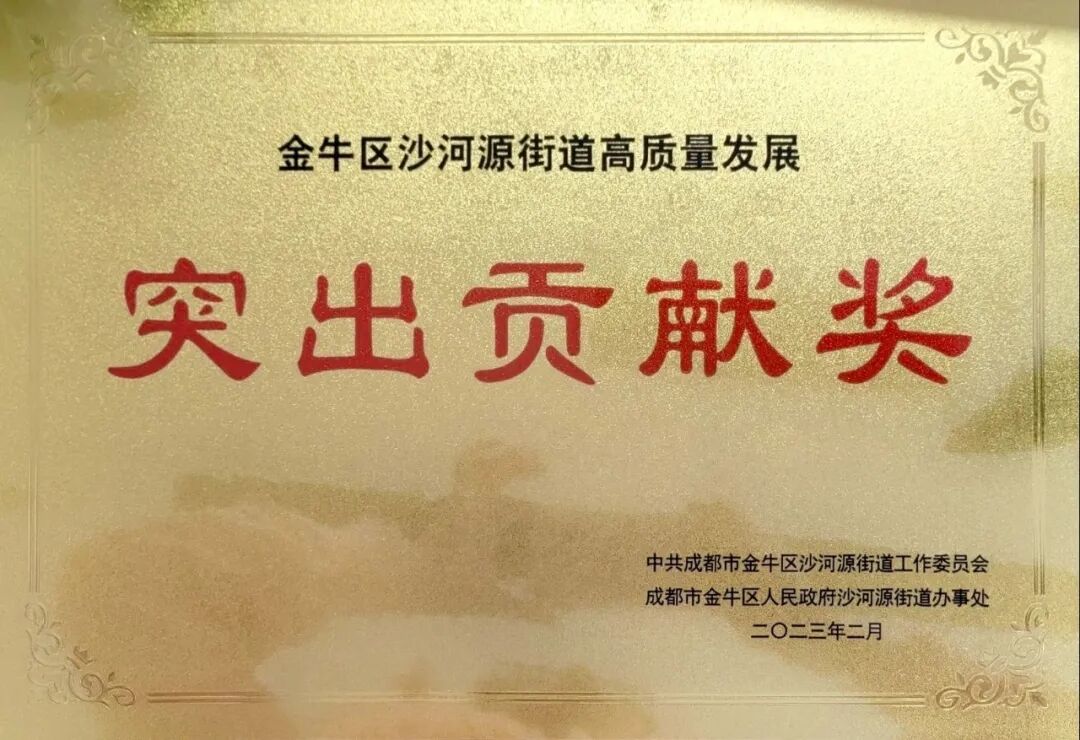 金牛区沙河源街道高质量发展
突出贡献奖
中共成都市金牛区沙河源街道工作委员会
成都市金牛区人民政府沙河源街道办事处
二〇二三年二月